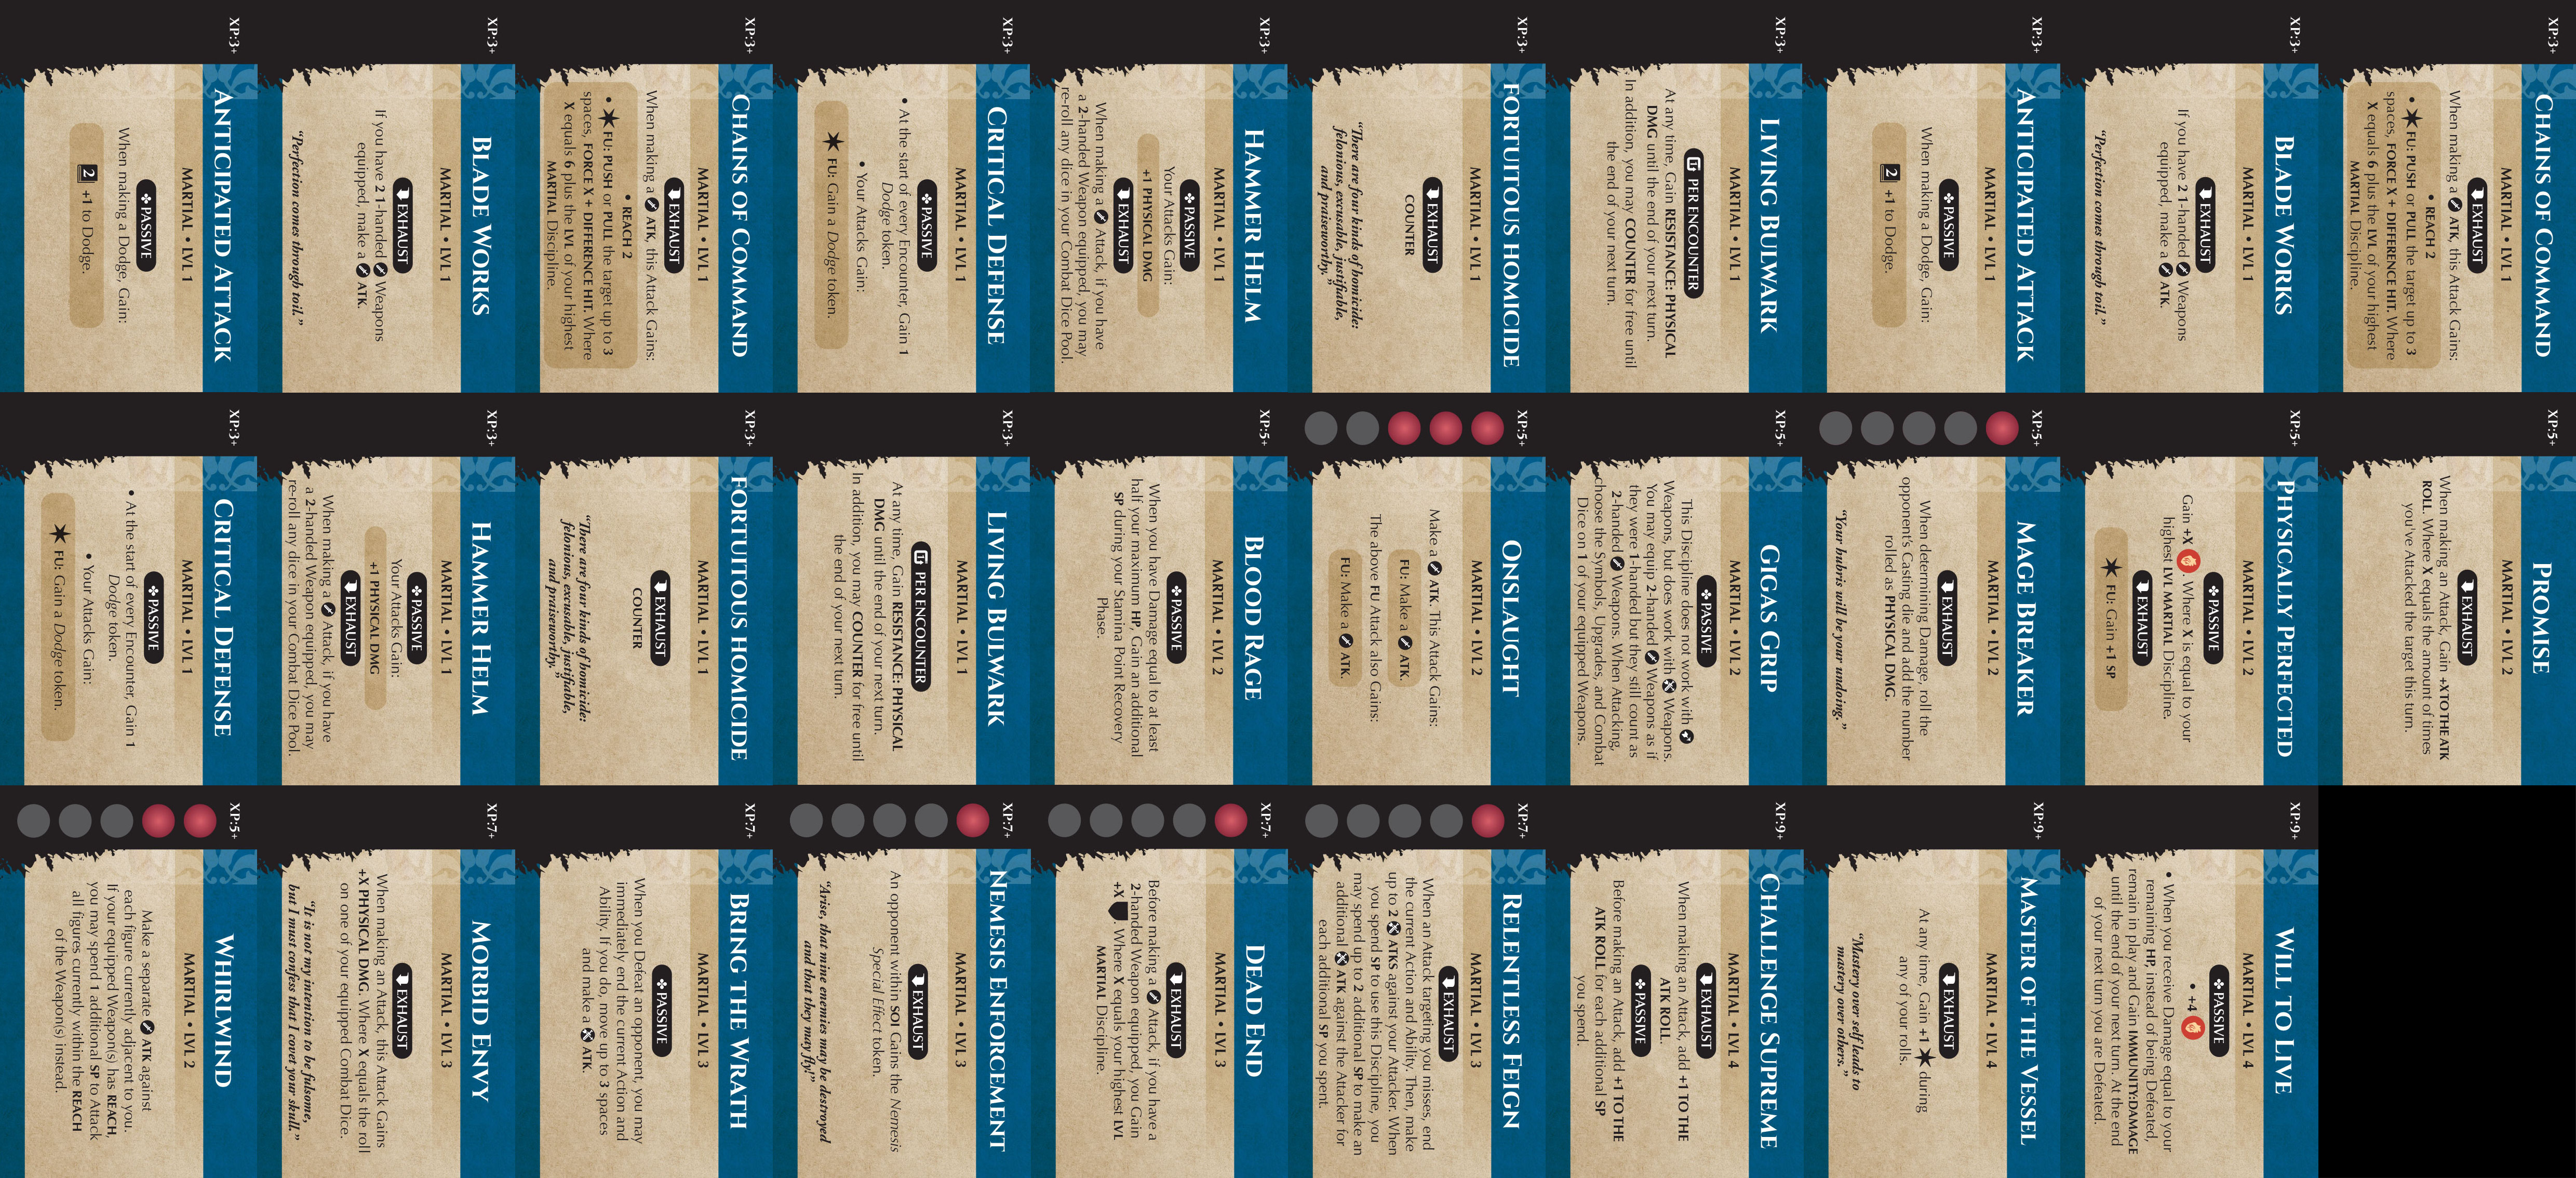 XP:3+
ANTICIPATED ATTACK
MARTIAL • LVL 1
PASSIVE
When making a Dodge, Gain:
2 +1 to Dodge.
XP:3+
BLADE WORKS
MARTIAL • LVL 1
EXHAUST
If you have 2 1-handed Weapons
equipped, make a ATK.
“Perfection comes through toil.”
XP:3+
CHAINS OF COMMAND
MARTIAL • LVL 1
EXHAUST
When making a ATK, this Attack Gains:
• REACH 2
• FU: PUSH or PULL the target up to 3
spaces, FORCE X + DIFFERENCE HIT. Where
X equals 6 plus the LVL of your highest
MARTIAL Discipline.
XP:3+
CRITICAL DEFENSE
MARTIAL • LVL 1
PASSIVE
• At the start of every Encounter, Gain 1
Dodge token.
• Your Attacks Gain:
FU: Gain a Dodge token.
XP:3+
HAMMER HELM
MARTIAL • LVL 1
PASSIVE
Your Attacks Gain:
+1 PHYSICAL DMG
EXHAUST
When making a Attack, if you have
a 2-handed Weapon equipped, you may
re-roll any dice in your Combat Dice Pool.
XP:3+
FORTUITOUS HOMICIDE
MARTIAL • LVL 1
EXHAUST
COUNTER
“There are four kinds of homicide:
felonious, excusable, justifiable,
and praiseworthy.”
XP:3+
LIVING BULWARK
MARTIAL • LVL 1
PER ENCOUNTER
At any time, Gain RESISTANCE: PHYSICAL
DMG until the end of your next turn.
In addition, you may COUNTER for free until
the end of your next turn.
XP:3+
ANTICIPATED ATTACK
MARTIAL • LVL 1
PASSIVE
When making a Dodge, Gain:
2 +1 to Dodge.
XP:3+
BLADE WORKS
MARTIAL • LVL 1
EXHAUST
If you have 2 1-handed Weapons
equipped, make a ATK.
“Perfection comes through toil.”
XP:3+
CHAINS OF COMMAND
MARTIAL • LVL 1
EXHAUST
When making a ATK, this Attack Gains:
• REACH 2
• FU: PUSH or PULL the target up to 3
spaces, FORCE X + DIFFERENCE HIT. Where
X equals 6 plus the LVL of your highest
MARTIAL Discipline.
XP:3+
CRITICAL DEFENSE
MARTIAL • LVL 1
PASSIVE
• At the start of every Encounter, Gain 1
Dodge token.
• Your Attacks Gain:
FU: Gain a Dodge token.
XP:3+
HAMMER HELM
MARTIAL • LVL 1
PASSIVE
Your Attacks Gain:
+1 PHYSICAL DMG
EXHAUST
When making a Attack, if you have
a 2-handed Weapon equipped, you may
re-roll any dice in your Combat Dice Pool.
XP:3+
FORTUITOUS HOMICIDE
MARTIAL • LVL 1
EXHAUST
COUNTER
“There are four kinds of homicide:
felonious, excusable, justifiable,
and praiseworthy.”
XP:3+
LIVING BULWARK
MARTIAL • LVL 1
PER ENCOUNTER
At any time, Gain RESISTANCE: PHYSICAL
DMG until the end of your next turn.
In addition, you may COUNTER for free until
the end of your next turn.
XP:5+
BLOOD RAGE
MARTIAL • LVL 2
PASSIVE
When you have Damage equal to at least
half your maximum HP, Gain an additional
SP during your Stamina Point Recovery
Phase.
XP:5+
ONSLAUGHT
MARTIAL • LVL 2
Make a ATK. This Attack Gains:
FU: Make a ATK.
The above FU Attack also Gains:
FU: Make a ATK.
XP:5+
GIGAS GRIP
MARTIAL • LVL 2
PASSIVE
This Discipline does not work with
Weapons, but does work with Weapons.
You may equip 2-handed Weapons as if
they were 1-handed but they still count as
2-handed Weapons. When Attacking,
choose the Symbols, Upgrades, and Combat
Dice on 1 of your equipped Weapons.
XP:5+
MAGE BREAKER
MARTIAL • LVL 2
EXHAUST
When determining Damage, roll the
opponent’s Casting die and add the number
rolled as PHYSICAL DMG.
“Your hubris will be your undoing.”
XP:5+
PHYSICALLY PERFECTED
MARTIAL • LVL 2
PASSIVE
Gain +X . Where X is equal to your
highest LVL MARTIAL Discipline.
EXHAUST
FU: Gain +1 SP
XP:5+
PROMISE
MARTIAL • LVL 2
EXHAUST
When making an Attack, Gain +X TO THE ATK
ROLL. Where X equals the amount of times
you’ve Attacked the target this turn.
XP:5+
WHIRLWIND
MARTIAL • LVL 2
Make a separate ATK against
each figure currently adjacent to you.
If your equipped Weapon(s) has REACH,
you may spend 1 additional SP to Attack
all figures currently within the REACH
of the Weapon(s) instead.
XP:7+
MORBID ENVY
MARTIAL • LVL 3
EXHAUST
When making an Attack, this Attack Gains
+X PHYSICAL DMG. Where X equals the roll
on one of your equipped Combat Dice.
“It is not my intention to be fulsome,
but I must confess that I covet your skull.”
XP:7+
BRING THE WRATH
MARTIAL • LVL 3
PASSIVE
When you Defeat an opponent, you may
immediately end the current Action and
Ability. If you do, move up to 3 spaces
and make a ATK.
XP:7+
NEMESIS ENFORCEMENT
MARTIAL • LVL 3
EXHAUST
An opponent within SOI Gains the Nemesis
Special Effect token.
“Arise, that mine enemies may be destroyed
and that they may fly!”
XP:7+
DEAD END
MARTIAL • LVL 3
EXHAUST
Before making a Attack, if you have a
2-handed Weapon equipped, you Gain
+X . Where X equals your highest LVL
MARTIAL Discipline.
XP:7+
RELENTLESS FEIGN
MARTIAL • LVL 3
EXHAUST
When an Attack targeting you misses, end
the current Action and Ability. Then, make
up to 2 ATKS against your Attacker. When
you spend SP to use this Discipline, you
may spend up to 2 additional SP to make an
additional ATK against the Attacker for
each additional SP you spent.
XP:9+
CHALLENGE SUPREME
MARTIAL • LVL 4
EXHAUST
When making an Attack, add +1 TO THE
ATK ROLL.
PASSIVE
Before making an Attack, add +1 TO THE
ATK ROLL for each additional SP
you spend.
XP:9+
MASTER OF THE VESSEL
MARTIAL • LVL 4
EXHAUST
At any time, Gain +1 during
any of your rolls.
“Mastery over self leads to
mastery over others.”
XP:9+
WILL TO LIVE
MARTIAL • LVL 4
PASSIVE
• +4
• When you receive Damage equal to your
remaining HP, instead of being Defeated,
remain in play and Gain IMMUNITY:DAMAGE
until the end of your next turn. At the end
of your next turn you are Defeated.